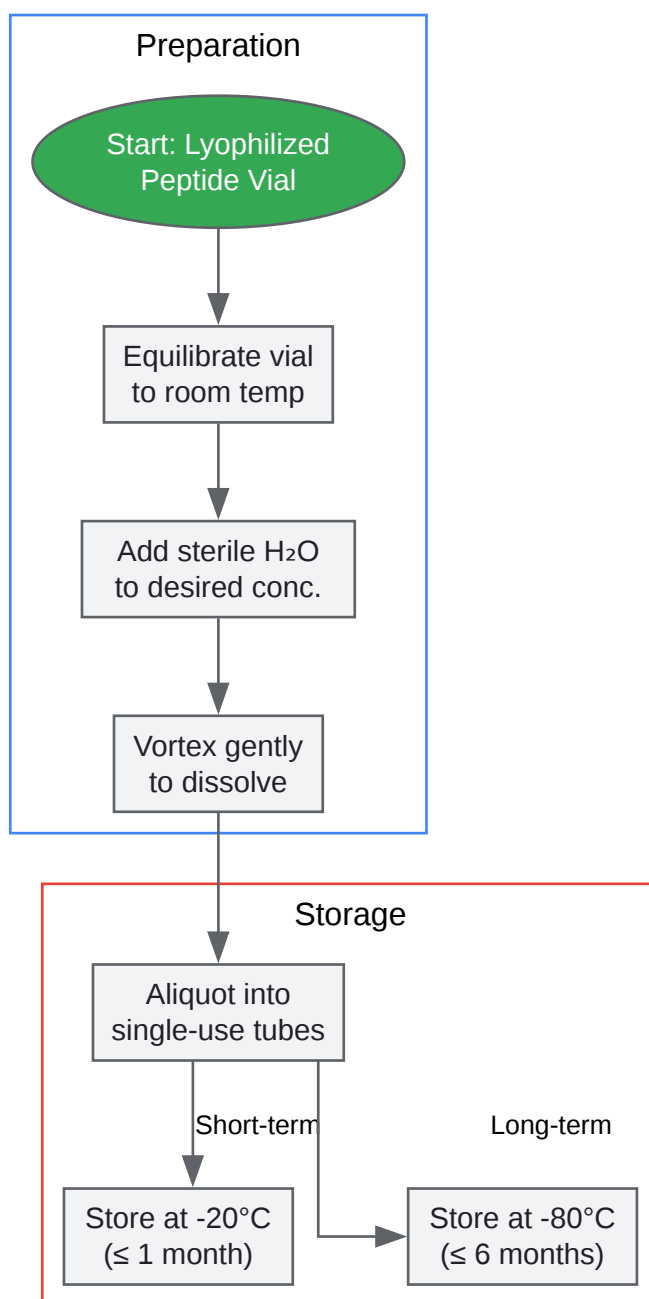 Preparation
Start: Lyophilized
Peptide Vial
Equilibrate vial
to room temp
Add sterile H₂O
to desired conc.
Vortex gently
to dissolve
Storage
Aliquot into
single-use tubes
Short-term
Long-term
Store at -20°C
(≤ 1 month)
Store at -80°C
(≤ 6 months)